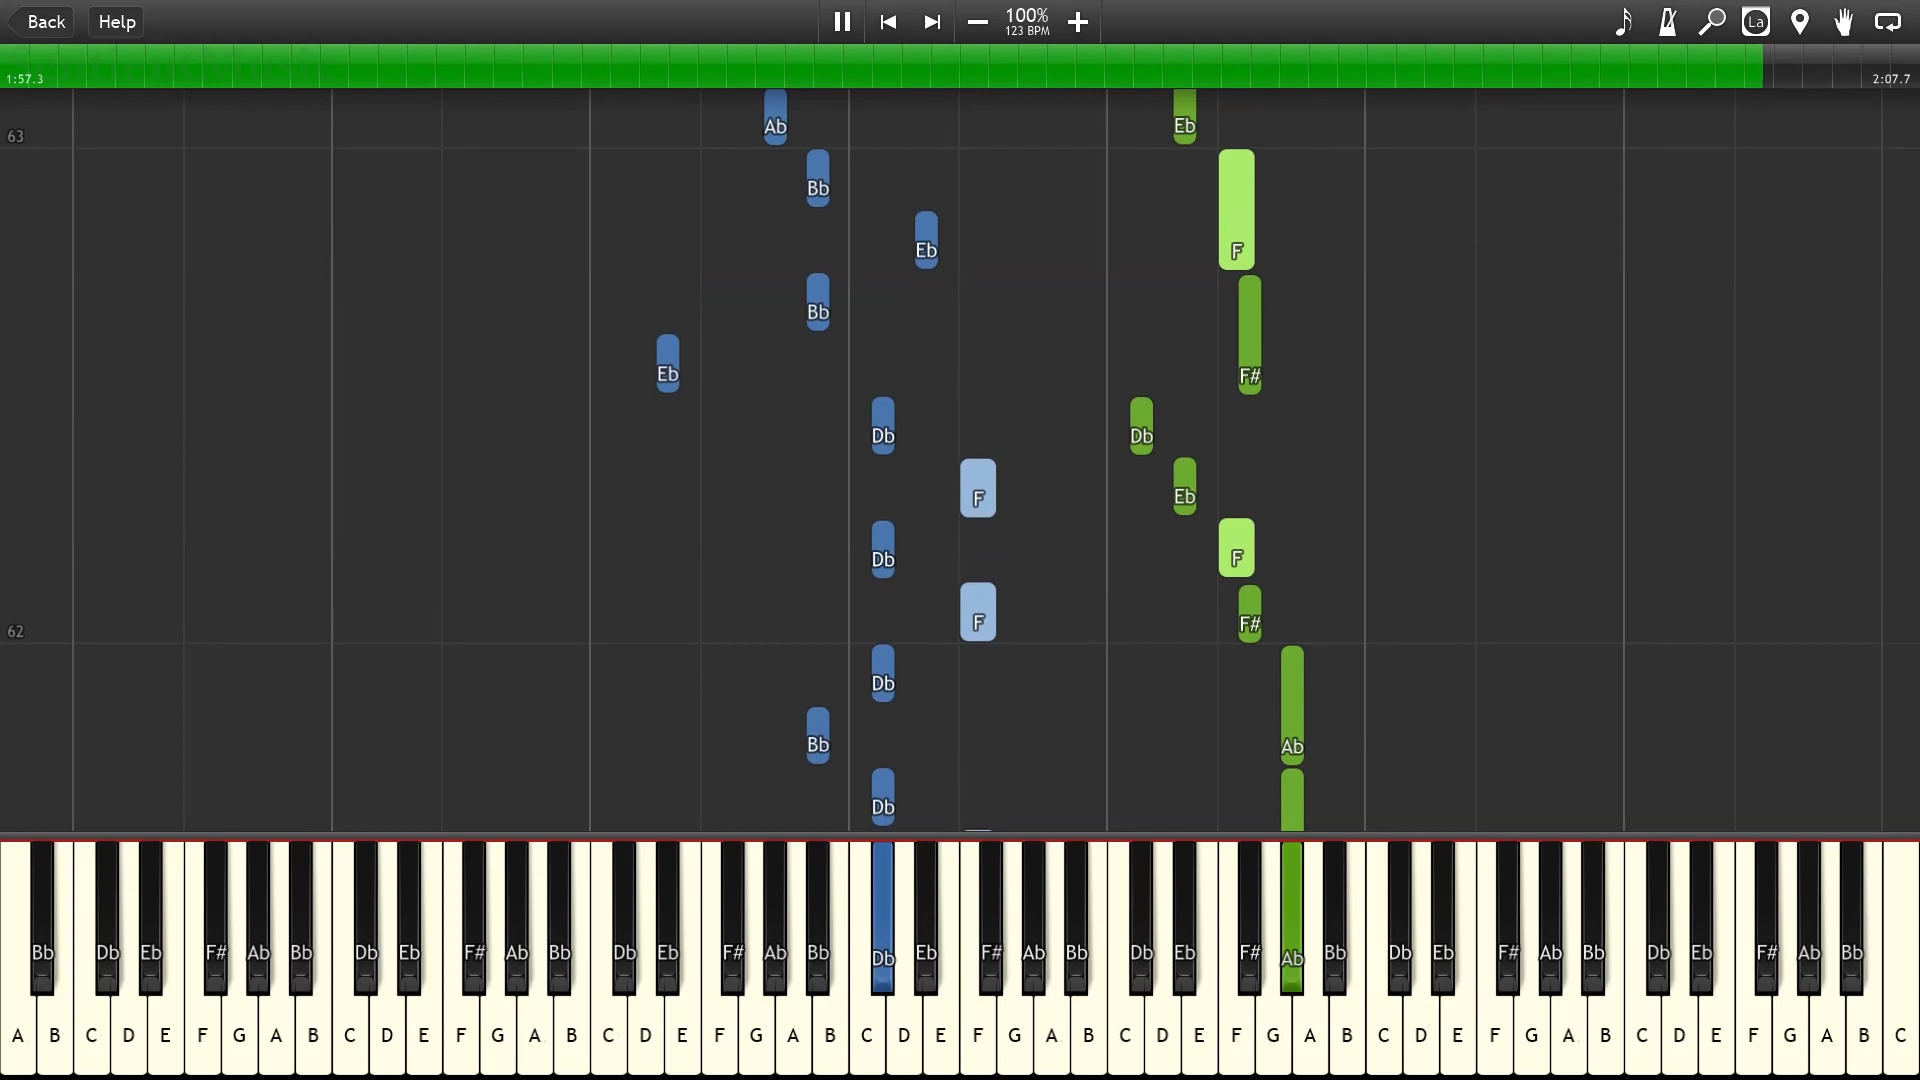 Back Help 100% La
123 BPM
1:57.3 2:07.7
Ab Eb
63
Bb
Eb F
Bb
Eb F#
Db Db
F Eb
Db F
F F#
62
Db
Bb Ab
Db
Bb Db Eb F# Ab Bb Db Eb F# Ab Bb Db Eb F# Ab Bb Db Eb F# Ab Bb Db Eb F# Ab Bb Db Eb F# Ab Bb Db Eb F# Ab Bb
A B C D E F G A B C D E F G A B C D E F G A B C D E F G A B C D E F G A B C D E F G A B C D E F G A B C